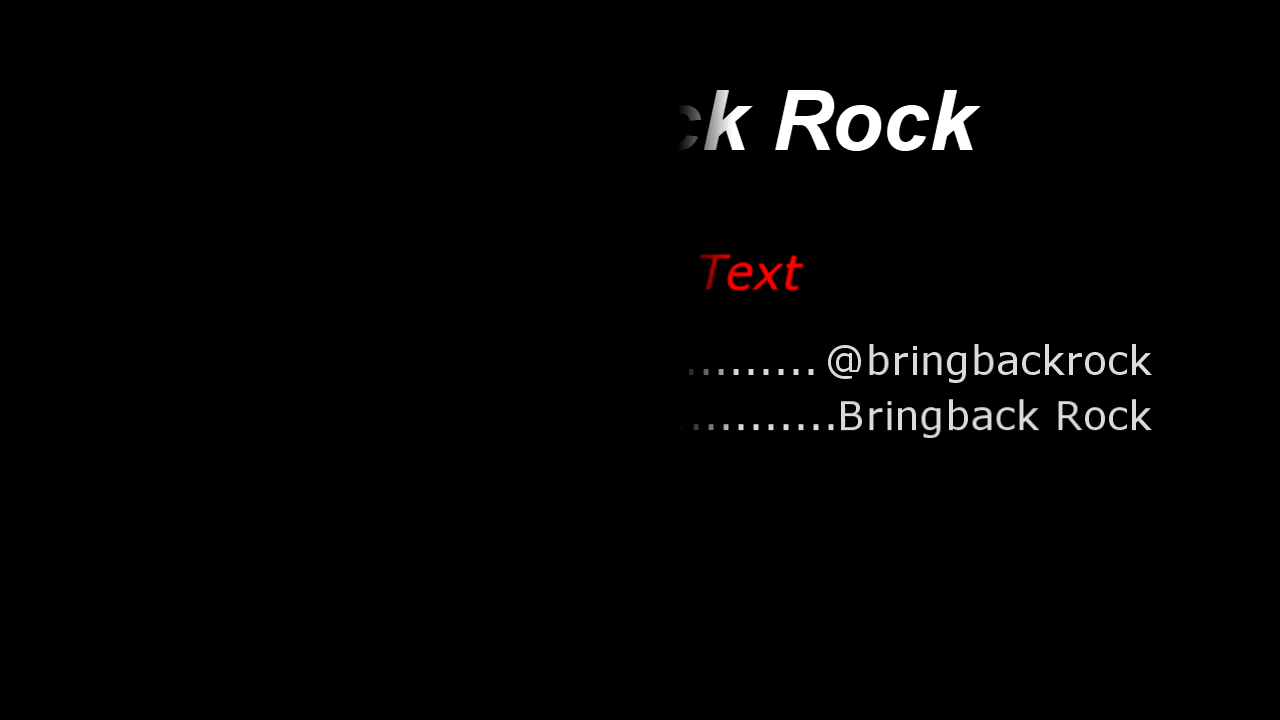 ck Rock
Text
......... @bringbackrock
...........Bringback Rock